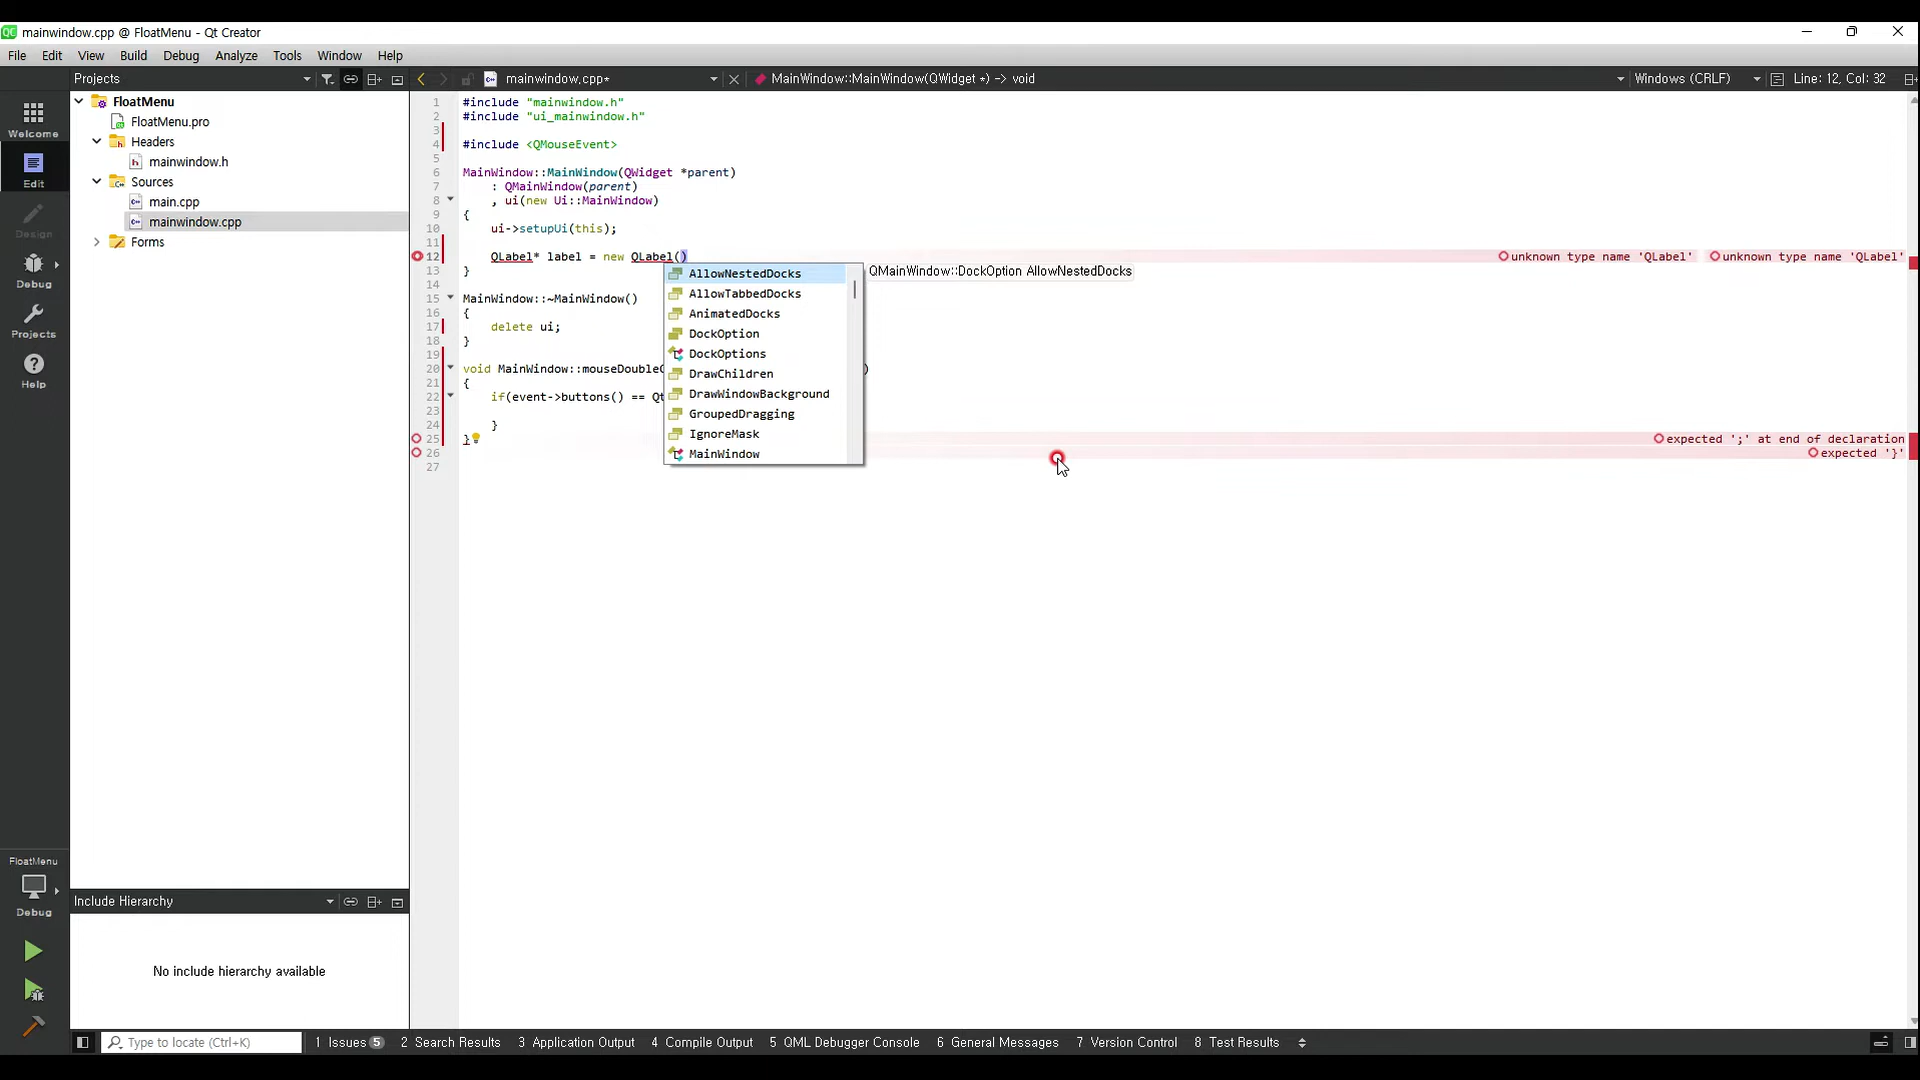 mainwindow.cpp @ FloatMenu - Qt Creator
File Edit View Build Debug Analyze Tools Window Help
Projects mainwindow.cpp* MainWindow::MainWindow(QWidget *) -> void Windows (CRLF) Line: 12, Col: 32
Welcome
Edit
Design
Debug
Projects
Help
FloatMenu
Debug
FloatMenu
FloatMenu.pro
Headers
mainwindow.h
Sources
main.cpp
mainwindow.cpp
Forms
Include Hierarchy
No include hierarchy available
1 #include "mainwindow.h"
2 #include "ui_mainwindow.h"
3
4 #include <QMouseEvent>
5
6 MainWindow::MainWindow(QWidget *parent)
7 : QMainWindow(parent)
8 , ui(new Ui::MainWindow)
9 {
10 ui->setupUi(this);
11
12 QLabel* label = new QLabel() unknown type name 'QLabel' unknown type name 'QLabel'
13 }
14
15 MainWindow::~MainWindow()
16 {
17 delete ui;
18 }
19
20 void MainWindow::mouseDouble )
21 {
22 if(event->buttons() == Qt
23
24 }
25 } expected ';' at end of declaration
26 expected '}'
27
AllowNestedDocks QMainWindow::DockOption AllowNestedDocks
AllowTabbedDocks
AnimatedDocks
DockOption
DockOptions
DrawChildren
DrawWindowBackground
GroupedDragging
IgnoreMask
MainWindow
Type to locate (Ctrl+K) 1 Issues 5 2 Search Results 3 Application Output 4 Compile Output 5 QML Debugger Console 6 General Messages 7 Version Control 8 Test Results